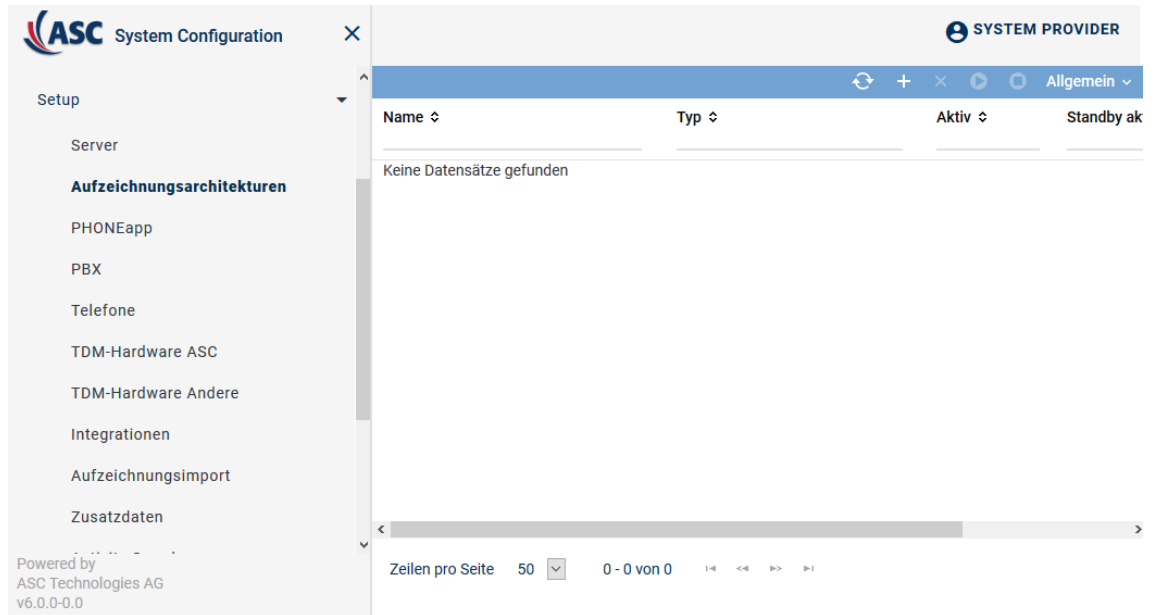 ASC System Configuration
SYSTEM PROVIDER
Setup
Server
Aufzeichnungsarchitekturen
PHONEapp
PBX
Telefone
TDM-Hardware ASC
TDM-Hardware Andere
Integrationen
Aufzeichnungsimport
Zusatzdaten
Powered by
ASC Technologies AG
v6.0.0-0.0
Allgemein
Name Typ Aktiv Standby ak
Keine Datensätze gefunden
Zeilen pro Seite 50 0 - 0 von 0